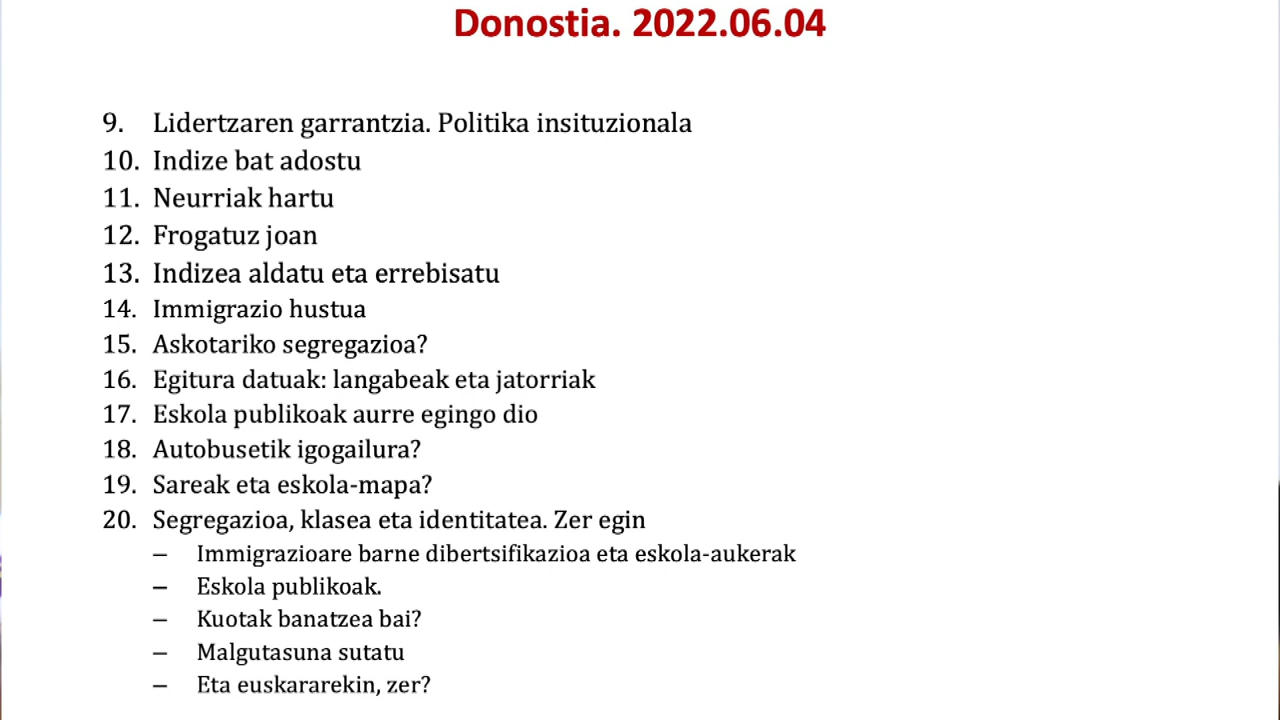 Donostia. 2022.06.04
9. Lidertzaren garrantzia. Politika insituzionala
10. Indize bat adostu
11. Neurriak hartu
12. Frogatuz joan
13. Indizea aldatu eta errebisatu
14. Immigrazio hustua
15. Askotariko segregazioa?
16. Egitura datuak: langabeak eta jatorriak
17. Eskola publikoak aurre egingo dio
18. Autobusetik igogailura?
19. Sareak eta eskola-mapa?
20. Segregazioa, klasea eta identitatea. Zer egin
– Immigrazioare barne dibertsifikazioa eta eskola-aukerak
– Eskola publikoak.
– Kuotak banatzea bai?
– Malgutasuna sutatu
– Eta euskararekin, zer?